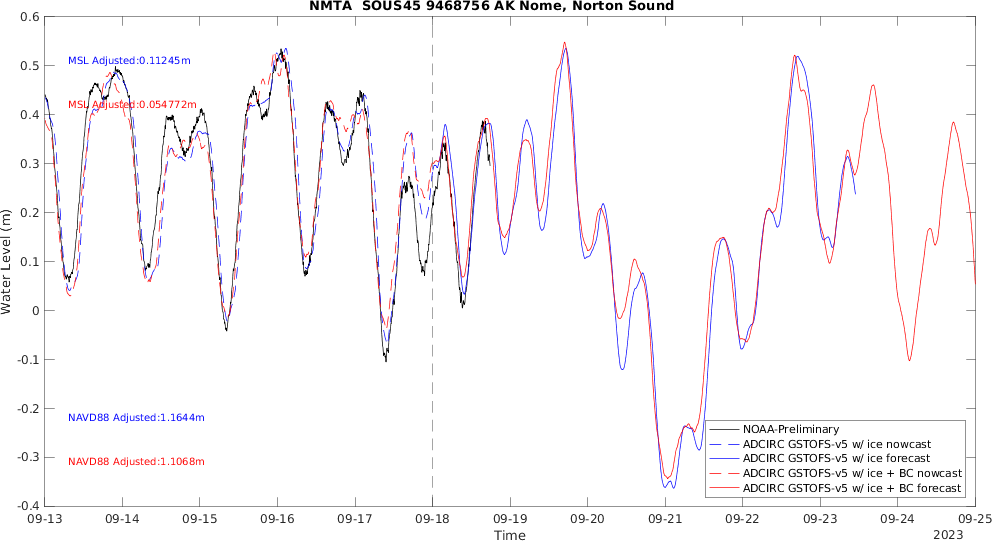 NMTA  SOUS45 9468756 AK Nome, Norton Sound
0.6
0.5
0.4
0.3
0.2
0.1
0
-0.1
-0.2
-0.3
-0.4
Water Level (m)
MSL Adjusted:0.11245m
MSL Adjusted:0.054772m
NAVD88 Adjusted:1.1644m
NAVD88 Adjusted:1.1068m
NOAA-Preliminary
ADCIRC GSTOFS-v5 w/ ice nowcast
ADCIRC GSTOFS-v5 w/ ice forecast
ADCIRC GSTOFS-v5 w/ ice + BC nowcast
ADCIRC GSTOFS-v5 w/ ice + BC forecast
09-13 09-14 09-15 09-16 09-17 09-18 09-19 09-20 09-21 09-22 09-23 09-24 09-25
Time
2023